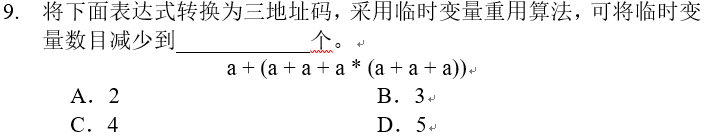 9. 将下面表达式转换为三地址码，采用临时变量重用算法，可将临时变
量数目减少到____________个。
a + (a + a + a * (a + a + a))
A．2 B．3
C．4 D．5